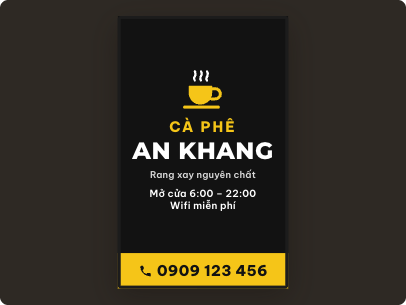 CÀ PHÊ
AN KHANG
Rang xay nguyên chất
Mở cửa 6:00 – 22:00
Wifi miễn phí
0909 123 456